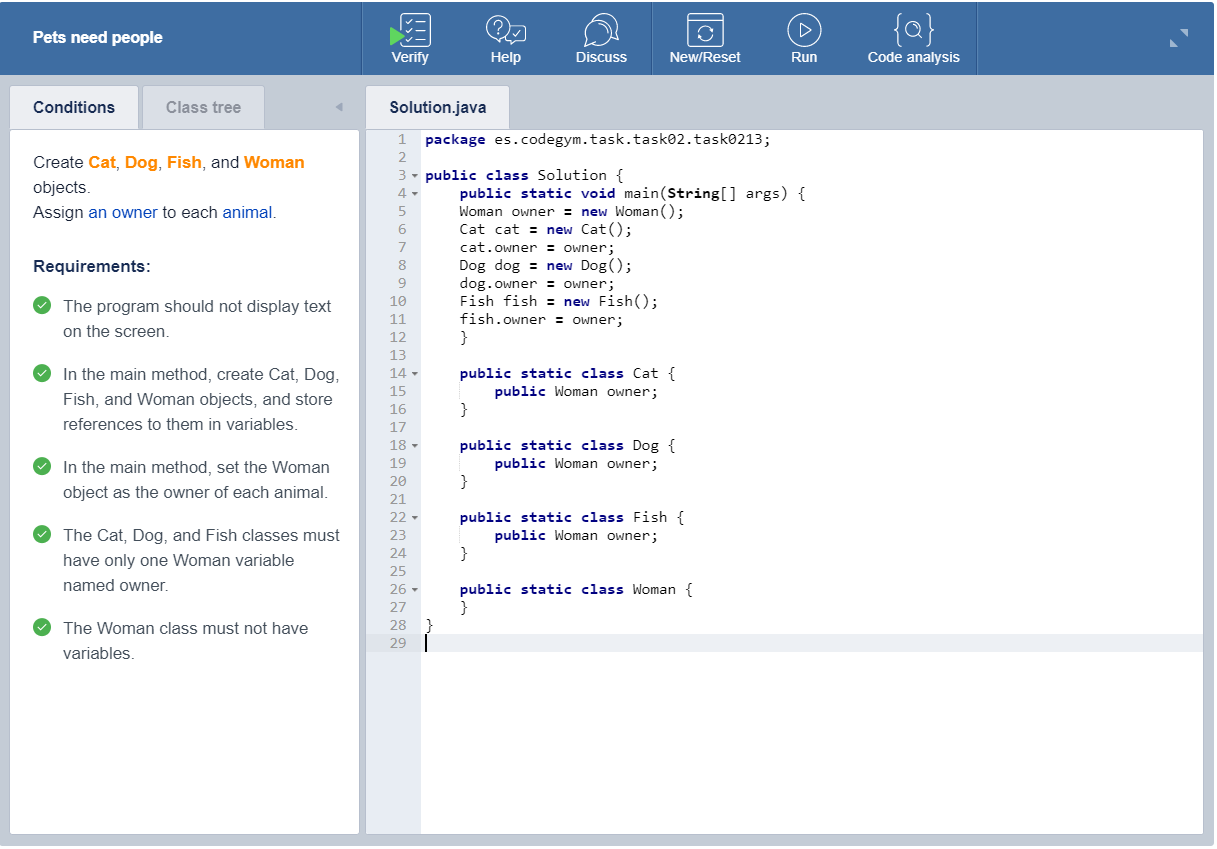 Pets need people
Verify
Help
Discuss
New/Reset
Run
Code analysis
Conditions
Class tree
Create Cat, Dog, Fish, and Woman
objects.
Assign an owner to each animal.
Requirements:
The program should not display text
on the screen.
In the main method, create Cat, Dog,
Fish, and Woman objects, and store
references to them in variables.
In the main method, set the Woman
object as the owner of each animal.
The Cat, Dog, and Fish classes must
have only one Woman variable
named owner.
The Woman class must not have
variables.
Solution.java
1 package es.codegym.task.task02.task0213;
2
3 public class Solution {
4     public static void main(String[] args) {
5     Woman owner = new Woman();
6     Cat cat = new Cat();
7     cat.owner = owner;
8     Dog dog = new Dog();
9     dog.owner = owner;
10     Fish fish = new Fish();
11     fish.owner = owner;
12     }
13
14     public static class Cat {
15         public Woman owner;
16     }
17
18     public static class Dog {
19         public Woman owner;
20     }
21
22     public static class Fish {
23         public Woman owner;
24     }
25
26     public static class Woman {
27     }
28 }
29